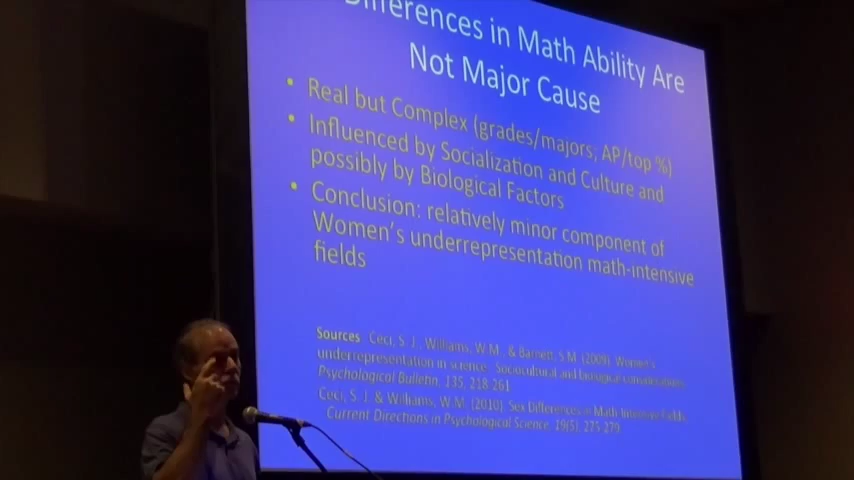 Differences in Math Ability Are
Not Major Cause
• Real but Complex (grades/majors; AP/top %)
• Influenced by Socialization and Culture and
possibly by Biological Factors
• Conclusion: relatively minor component of
Women's underrepresentation math-intensive
fields
Sources Ceci, S. J., Williams, W.M., & Barnett, S.M. (2009). Women's
underrepresentation in science: Sociocultural and biological considerations.
Psychological Bulletin, 135, 218-261.
Ceci, S. J. & Williams, W.M. (2010). Sex Differences in Math-Intensive Fields.
Current Directions in Psychological Science, 19(5), 275-279.